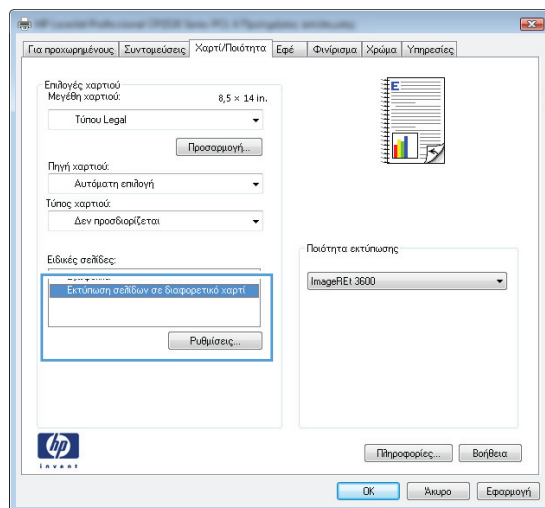 Για προχωρημένους Συντομεύσεις Χαρτί/Ποιότητα Εφέ Φινίρισμα Χρώμα Υπηρεσίες
Επιλογές χαρτιού
Μεγέθη χαρτιού:
8,5 × 14 in.
Τύπου Legal
Προσαρμογή...
Πηγή χαρτιού:
Αυτόματη επιλογή
Τύπος χαρτιού:
Δεν προσδιορίζεται
Ειδικές σελίδες:
Εκτύπωση σελίδων σε διαφορετικό χαρτί
Ρυθμίσεις...
E
Ποιότητα εκτύπωσης
ImageREt 3600
hp
invent
Πληροφορίες... Βοήθεια
OK Άκυρο Εφαρμογή